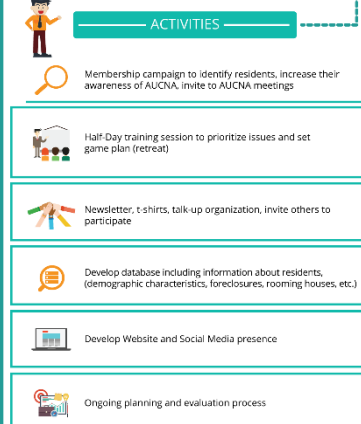 ACTIVITIES
Membership campaign to identify residents, increase their
awareness of AUCNA, invite to AUCNA meetings
Half-Day training session to prioritize issues and set
game plan (retreat)
Newsletter, t-shirts, talk-up organization, invite others to
participate
Develop database including information about residents,
(demographic characteristics, foreclosures, rooming houses, etc.)
Develop Website and Social Media presence
Ongoing planning and evaluation process